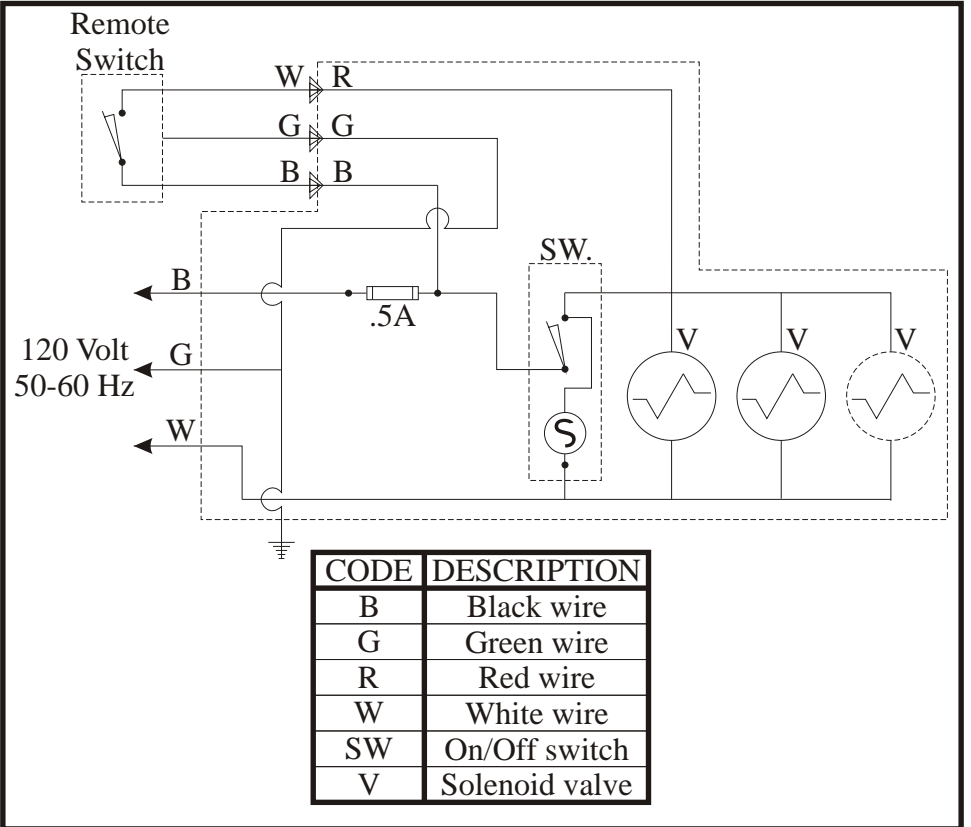 Remote
Switch
W R
G G
B B
SW.
B
.5A
120 Volt
50-60 Hz
G
V V V
W
CODE DESCRIPTION
B Black wire
G Green wire
R Red wire
W White wire
SW On/Off switch
V Solenoid valve